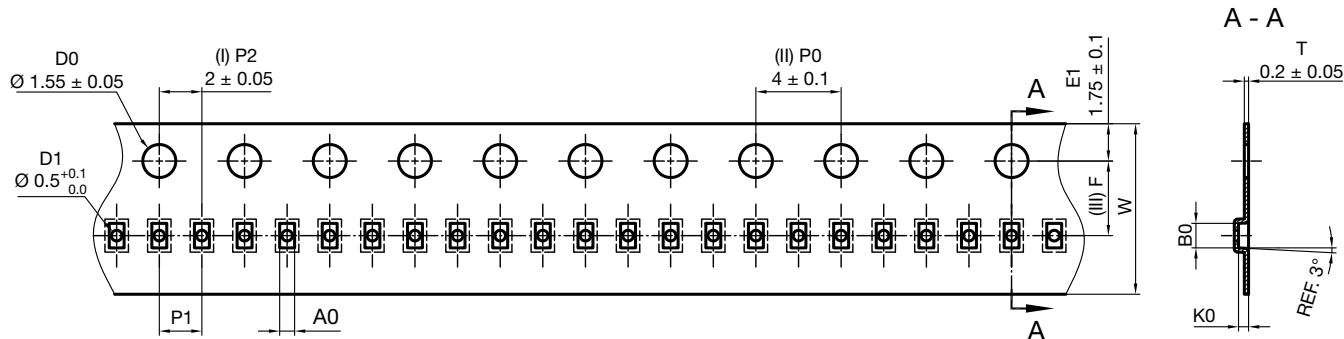 A - A
D0
Ø 1.55 ± 0.05
(I) P2
2 ± 0.05
(II) P0
4 ± 0.1
E1
1.75 ± 0.1
T
0.2 ± 0.05
A
D1
Ø 0.5 +0.1
0.0
(III) F
W
B0
REF. 3°
K0
P1
A0
A